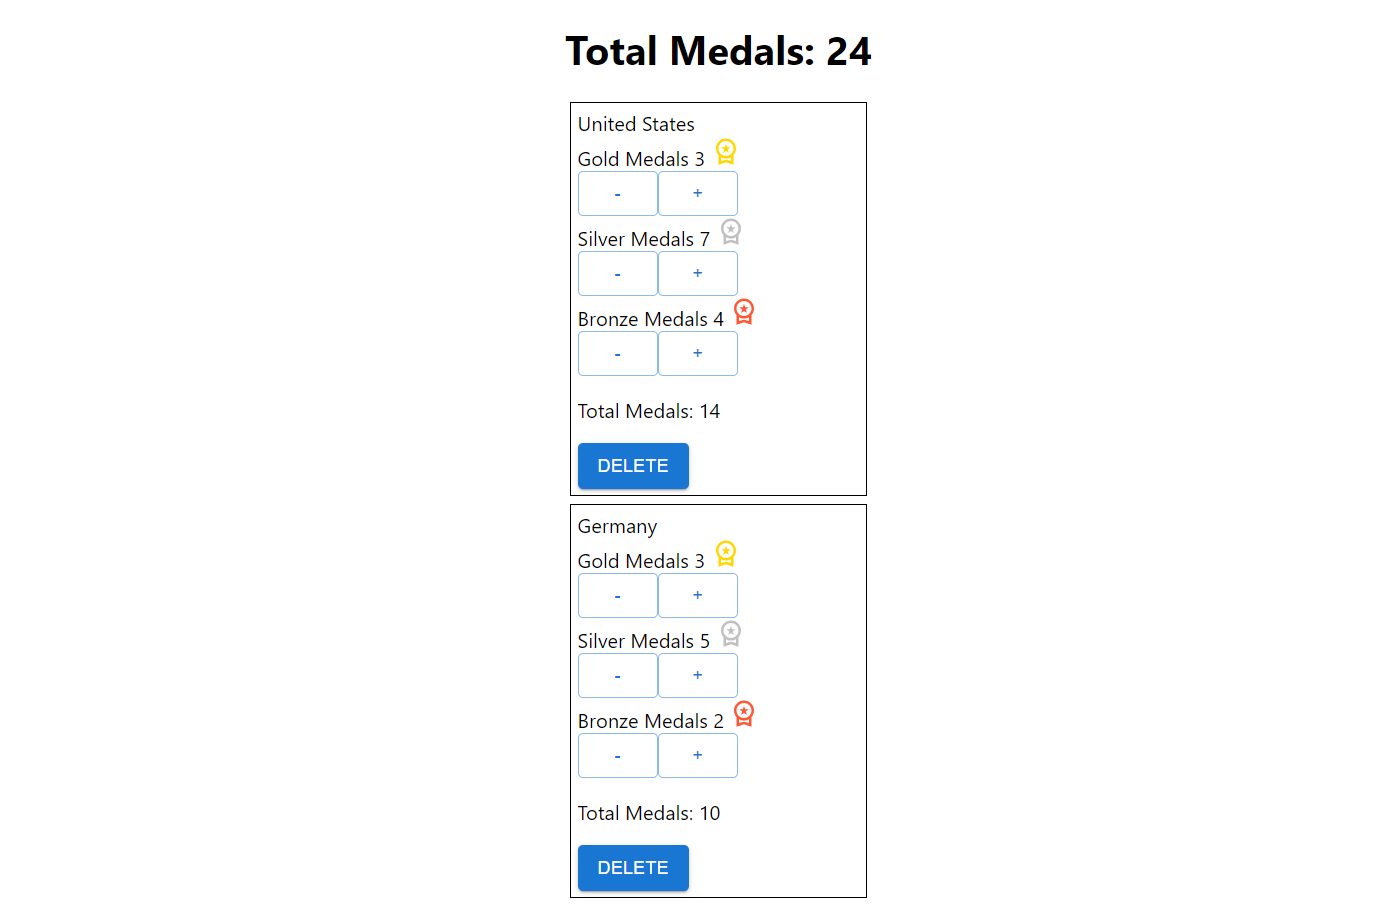 Total Medals: 24
United States
Gold Medals 3
- +
Silver Medals 7
- +
Bronze Medals 4
- +
Total Medals: 14
DELETE
Germany
Gold Medals 3
- +
Silver Medals 5
- +
Bronze Medals 2
- +
Total Medals: 10
DELETE